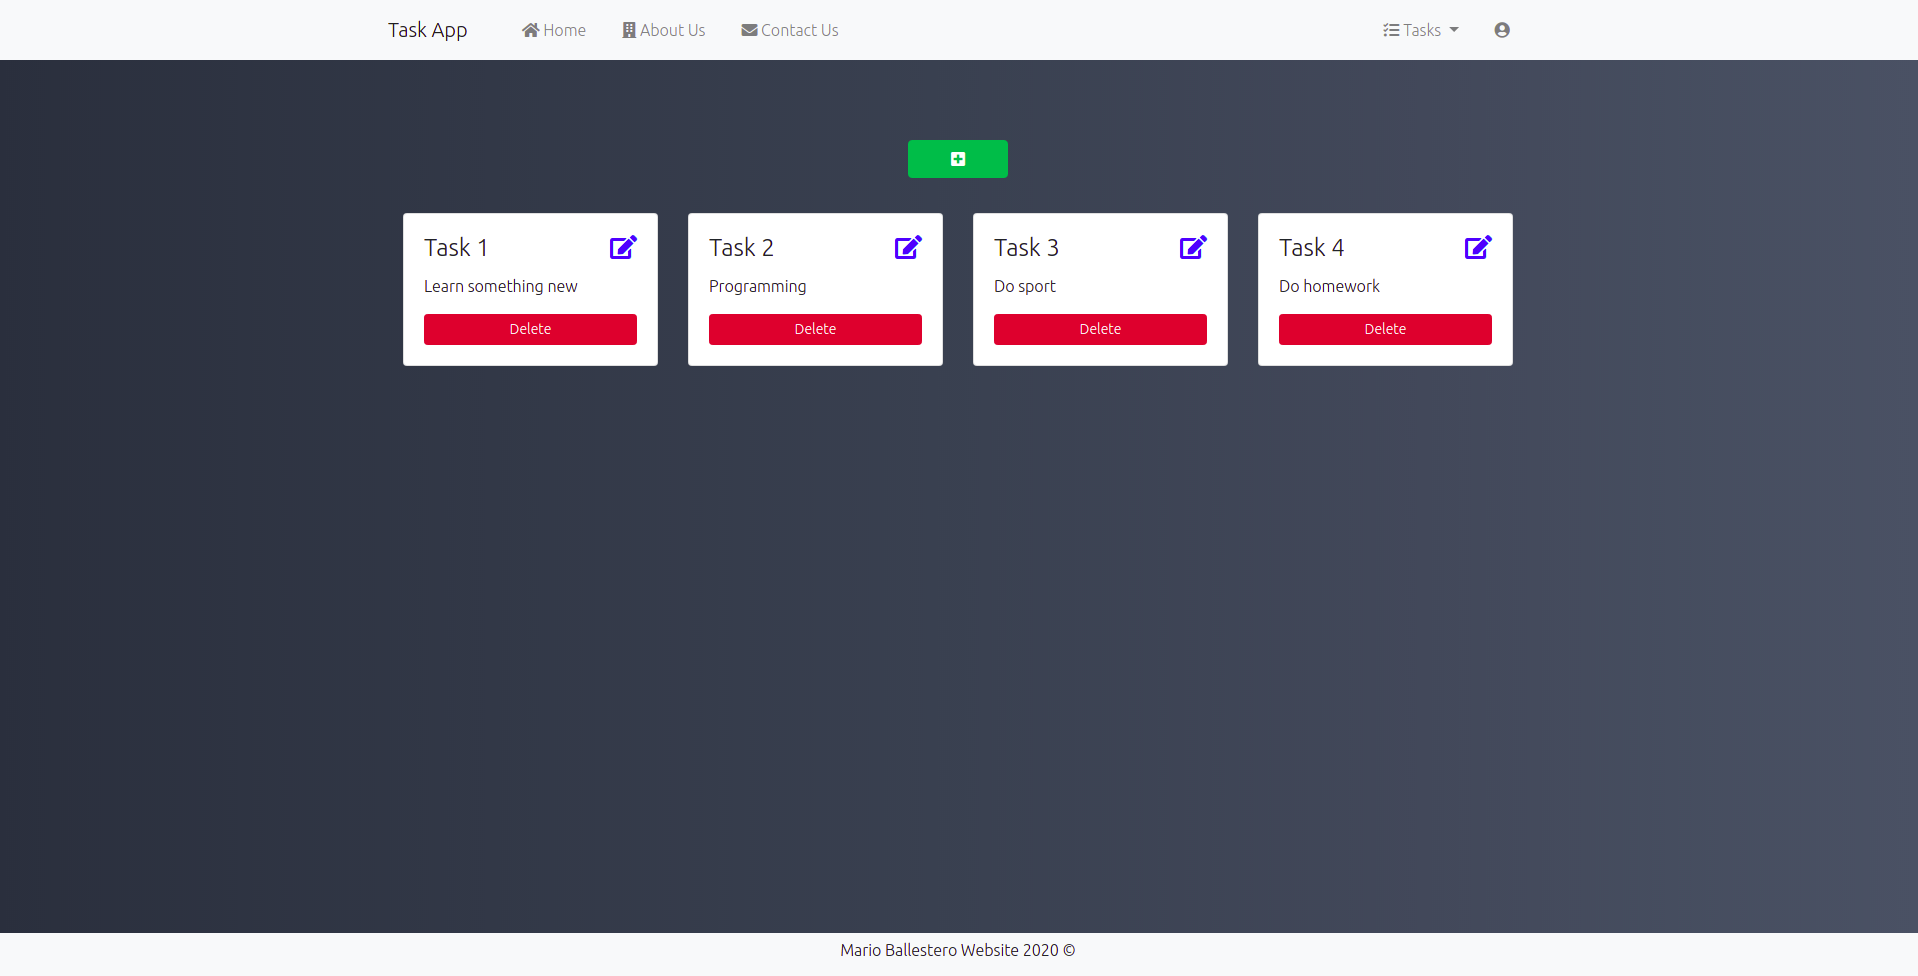 Task App Home About Us Contact Us Tasks
Task 1
Learn something new
Delete
Task 2
Programming
Delete
Task 3
Do sport
Delete
Task 4
Do homework
Delete
Mario Ballestero Website 2020 ©